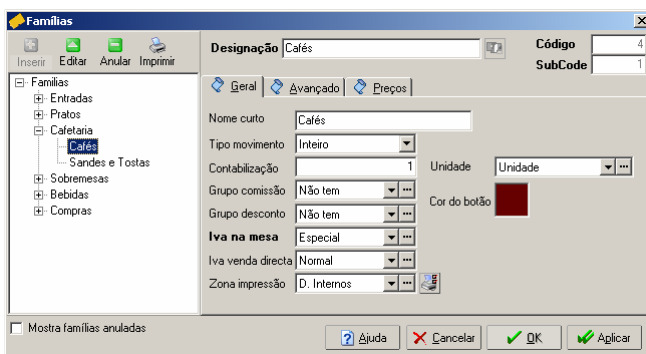 Famílias
Inserir Editar Anular Imprimir
Designação Cafés
Código 4
SubCode 1
Familias
Entradas
Pratos
Cafetaria
Cafés
Sandes e Tostas
Sobremesas
Bebidas
Compras
Geral Avançado Preços
Nome curto Cafés
Tipo movimento Inteiro
Contabilização 1 Unidade Unidade
Grupo comissão Não tem
Cor do botão
Grupo desconto Não tem
Iva na mesa Especial
Iva venda directa Normal
Zona impressão D. Internos
Mostra famílias anuladas
Ajuda Cancelar OK Aplicar